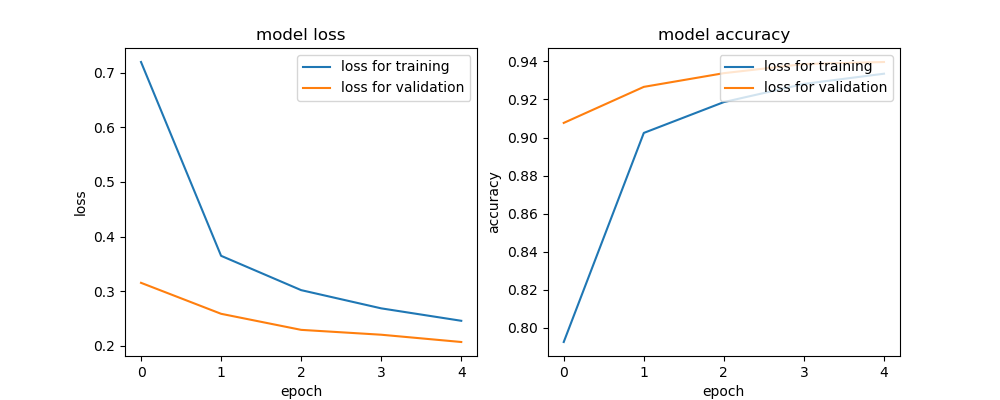 model loss
loss for training
loss for validation
0.7
0.6
0.5
0.4
0.3
0.2
loss
0 1 2 3 4
epoch
model accuracy
loss for training
loss for validation
0.94
0.92
0.90
0.88
0.86
0.84
0.82
0.80
accuracy
0 1 2 3 4
epoch